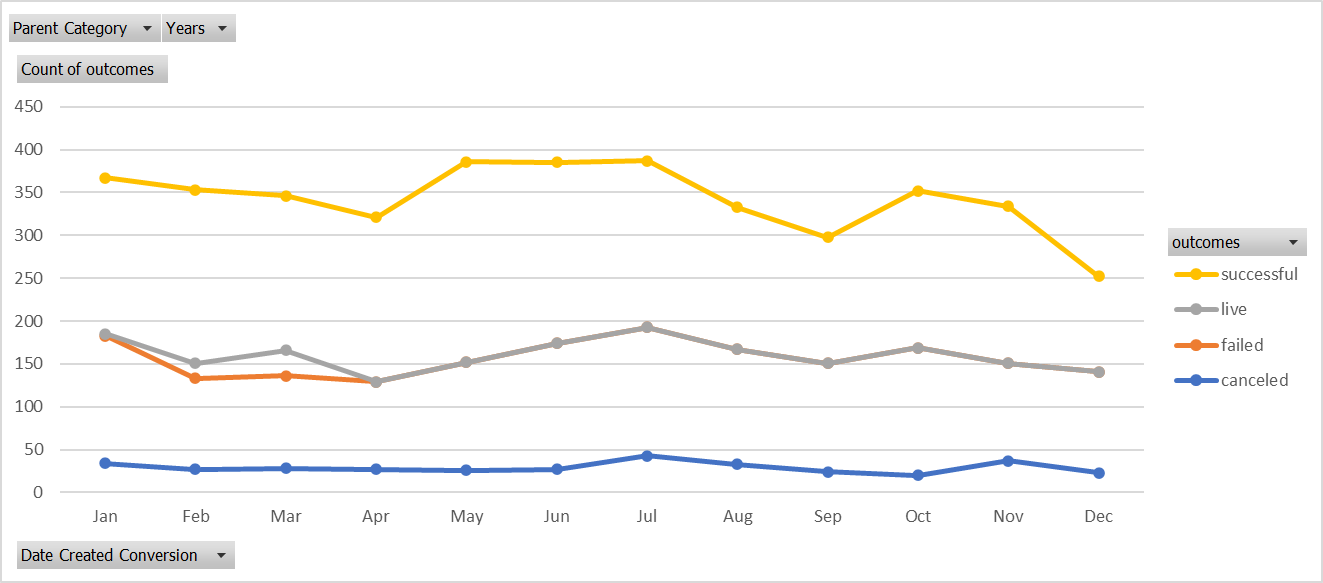 Parent Category Years
Count of outcomes
450
400
350
300
250
200
150
100
50
0
Jan Feb Mar Apr May Jun Jul Aug Sep Oct Nov Dec
Date Created Conversion
outcomes
successful
live
failed
canceled